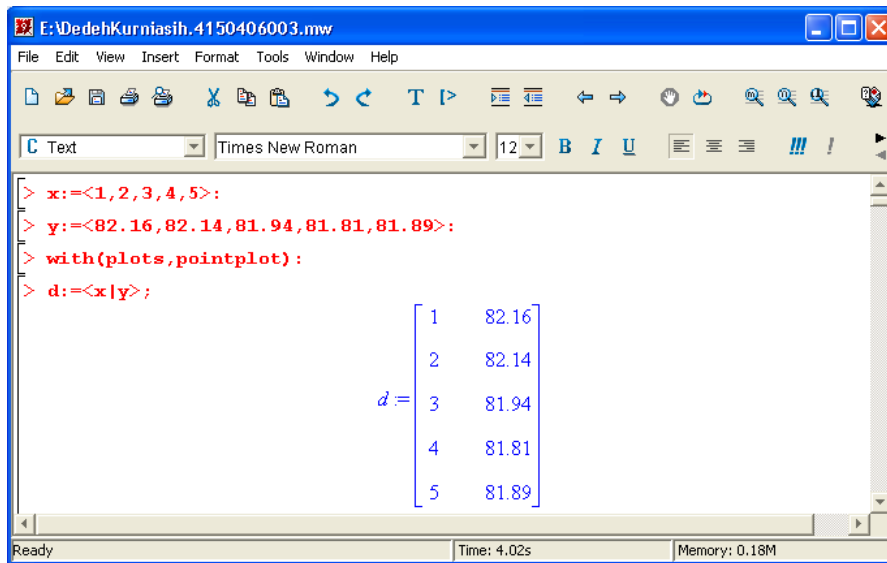 E:\DedehKurniasih.4150406003.mw
File Edit View Insert Format Tools Window Help
T [>
C Text Times New Roman 12 B I U !!! !
> x:=<1,2,3,4,5>:
> y:=<82.16,82.14,81.94,81.81,81.89>:
> with(plots,pointplot):
> d:=<x|y>;
1 82.16
2 82.14
d := 3 81.94
4 81.81
5 81.89
Ready Time: 4.02s Memory: 0.18M